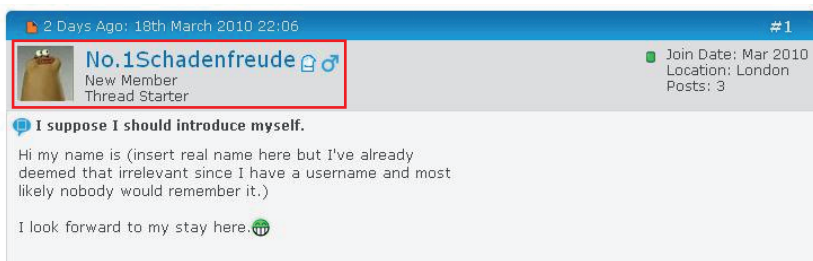 2 Days Ago: 18th March 2010 22:06 #1
No.1Schadenfreude
New Member
Thread Starter
Join Date: Mar 2010
Location: London
Posts: 3
I suppose I should introduce myself.
Hi my name is (insert real name here but I've already
deemed that irrelevant since I have a username and most
likely nobody would remember it.)
I look forward to my stay here.